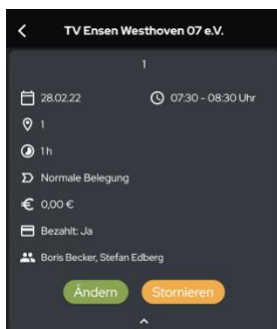 TV Ensen Westhoven 07 e.V.
1
28.02.22 07:30 - 08:30 Uhr
1
1h
Normale Belegung
0,00 €
Bezahlt: Ja
Boris Becker, Stefan Edberg
Ändern Stornieren